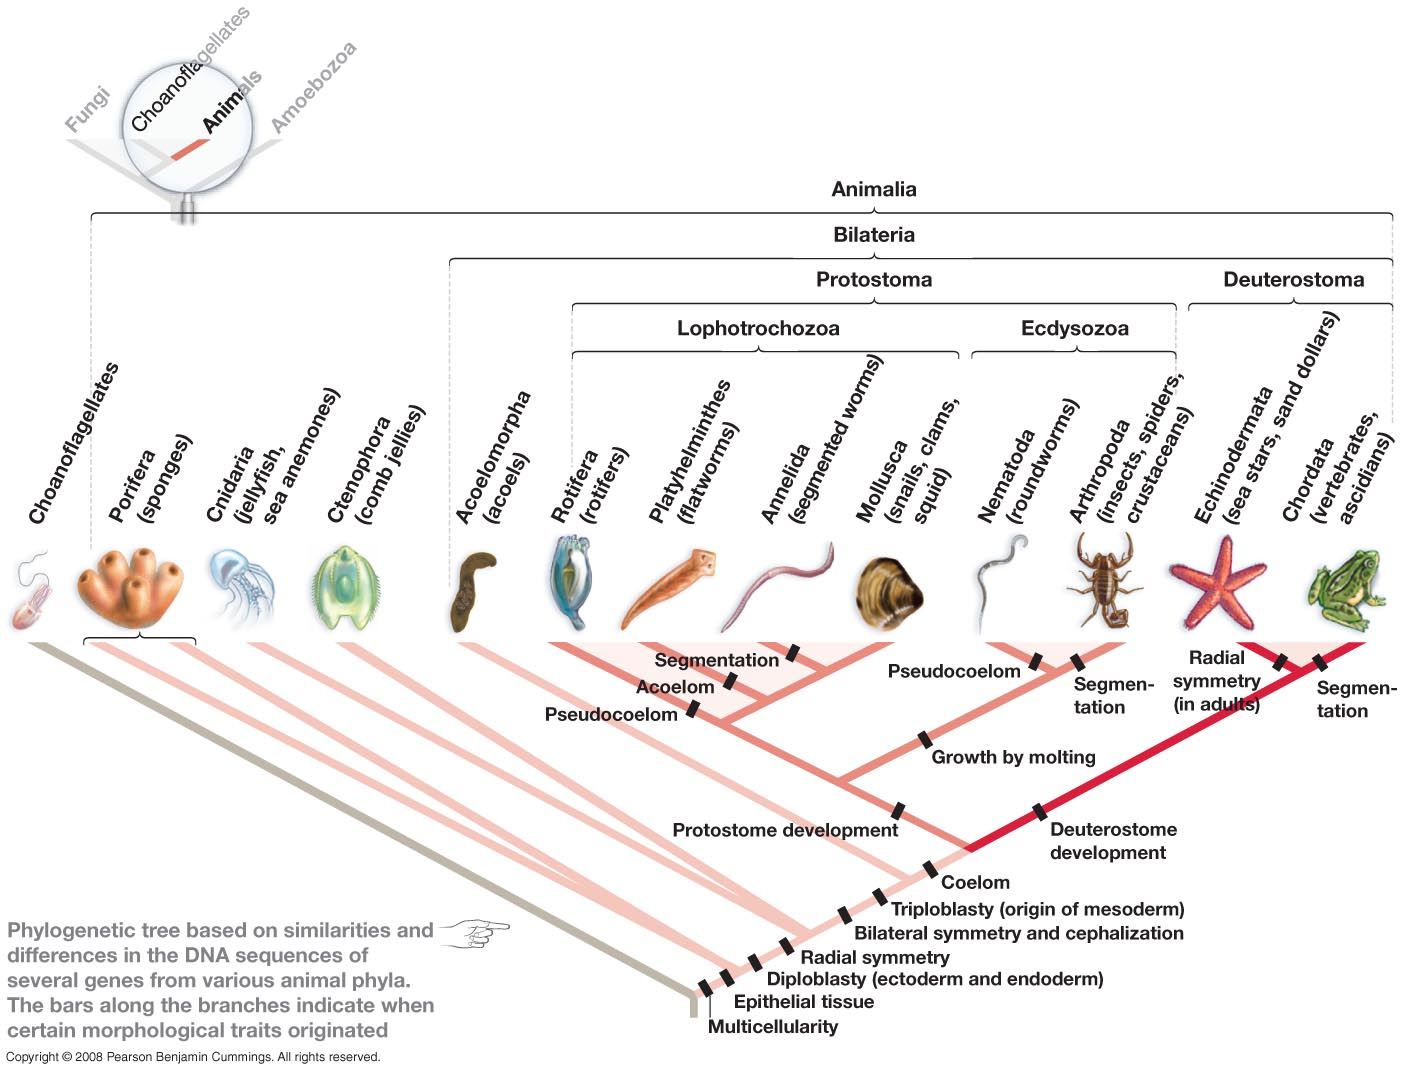 Fungi
Choanoflagellates
Animals
Amoebozoa
Animalia
Bilateria
Protostoma
Deuterostoma
Lophotrochozoa
Ecdysozoa
Choanoflagellates
Porifera
(sponges)
Cnidaria
(jellyfish,
sea anemones)
Ctenophora
(comb jellies)
Acoelomorpha
(acoels)
Rotifera
(rotifers)
Platyhelminthes
(flatworms)
Annelida
(segmented worms)
Mollusca
(snails, clams,
squid)
Nematoda
(roundworms)
Arthropoda
(insects, spiders,
crustaceans)
Echinodermata
(sea stars, sand dollars)
Chordata
(vertebrates,
ascidians)
Segmentation
Acoelom
Pseudocoelom
Pseudocoelom
Segmen-
tation
Radial
symmetry
(in adults)
Segmen-
tation
Growth by molting
Protostome development
Deuterostome
development
Coelom
Triploblasty (origin of mesoderm)
Bilateral symmetry and cephalization
Radial symmetry
Diploblasty (ectoderm and endoderm)
Epithelial tissue
Multicellularity
Phylogenetic tree based on similarities and
differences in the DNA sequences of
several genes from various animal phyla.
The bars along the branches indicate when
certain morphological traits originated
Copyright © 2008 Pearson Benjamin Cummings. All rights reserved.